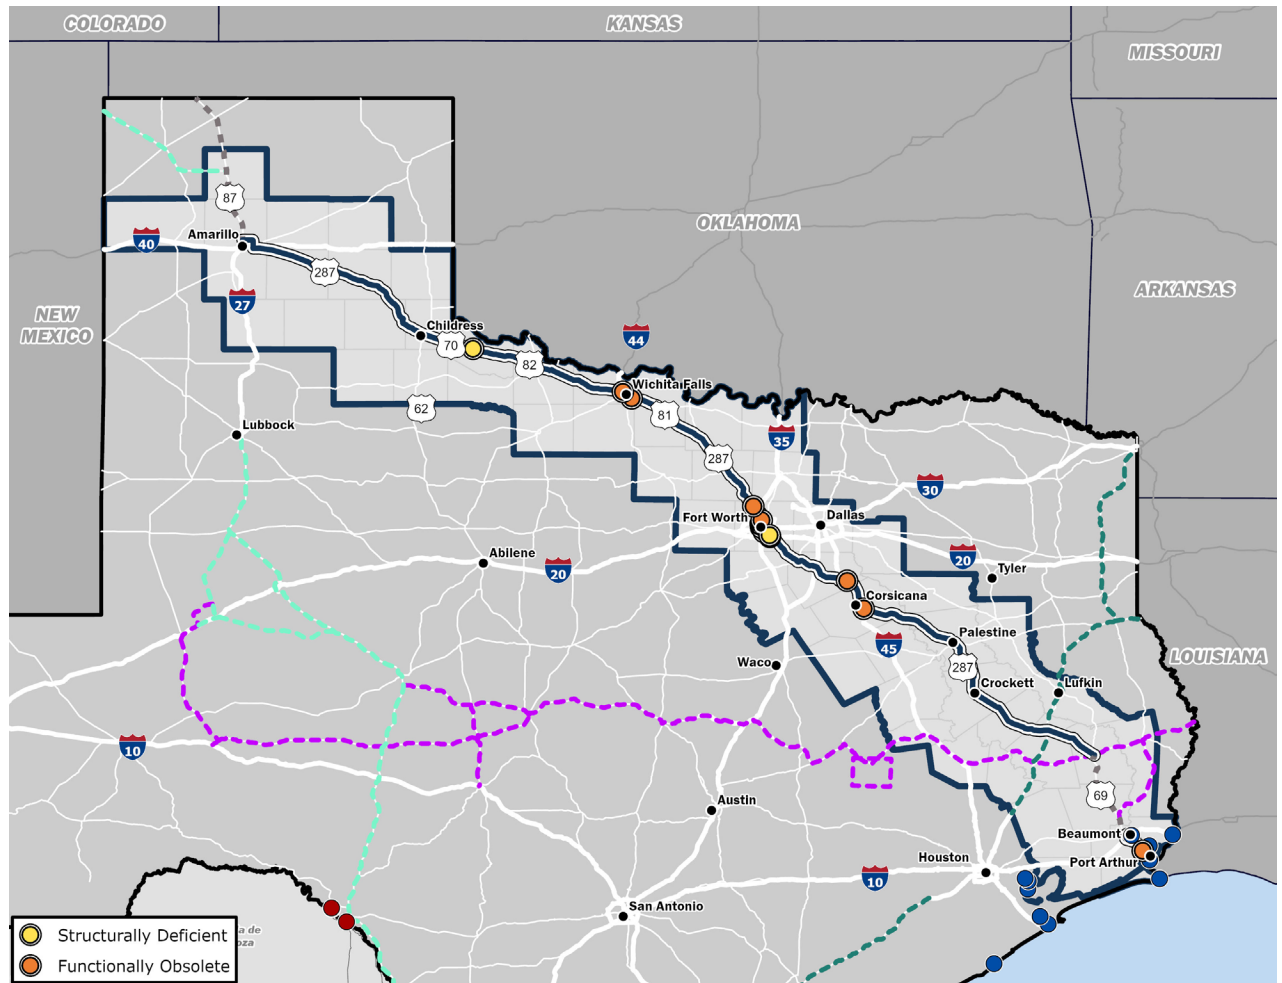 COLORADO
KANSAS
MISSOURI
87
OKLAHOMA
Amarillo
40
287
ARKANSAS
27
NEW
MEXICO
Childress
44
70
82
Wichita Falls
62
81
Lubbock
35
287
30
Fort Worth
Dallas
Abilene
20
20
Tyler
Corsicana
Palestine
45
LOUISIANA
Waco
287
Crockett
Lufkin
10
69
Austin
Beaumont
Houston
Port Arthur
10
San Antonio
Structurally Deficient
Functionally Obsolete